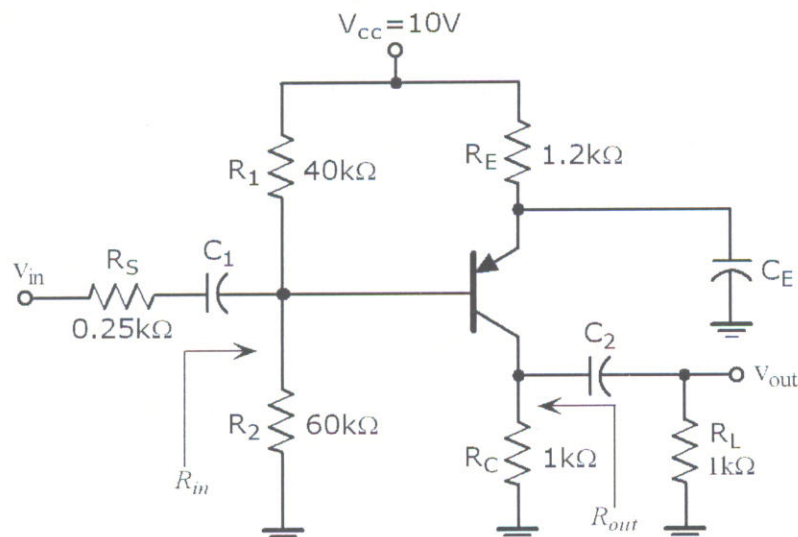 Vcc=10V
R1
40kΩ
RE
1.2kΩ
Vin
RS
C1
0.25kΩ
CE
C2
Vout
Rin
R2
60kΩ
RC
1kΩ
Rout
RL
1kΩ